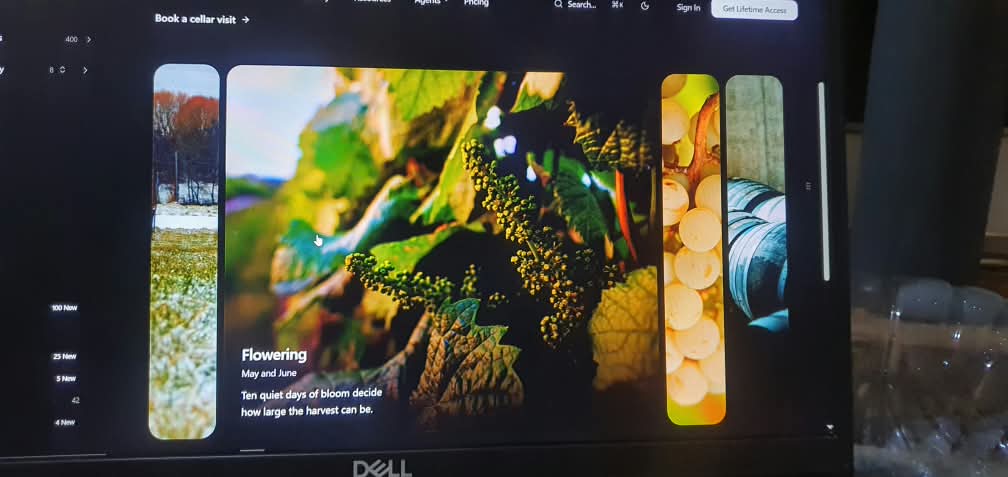 Agents
Pricing
Search...
⌘K
Sign In
Get Lifetime Access
Book a cellar visit →
400
8
100 New
25 New
5 New
42
4 New
Flowering
May and June
Ten quiet days of bloom decide
how large the harvest can be.
DELL